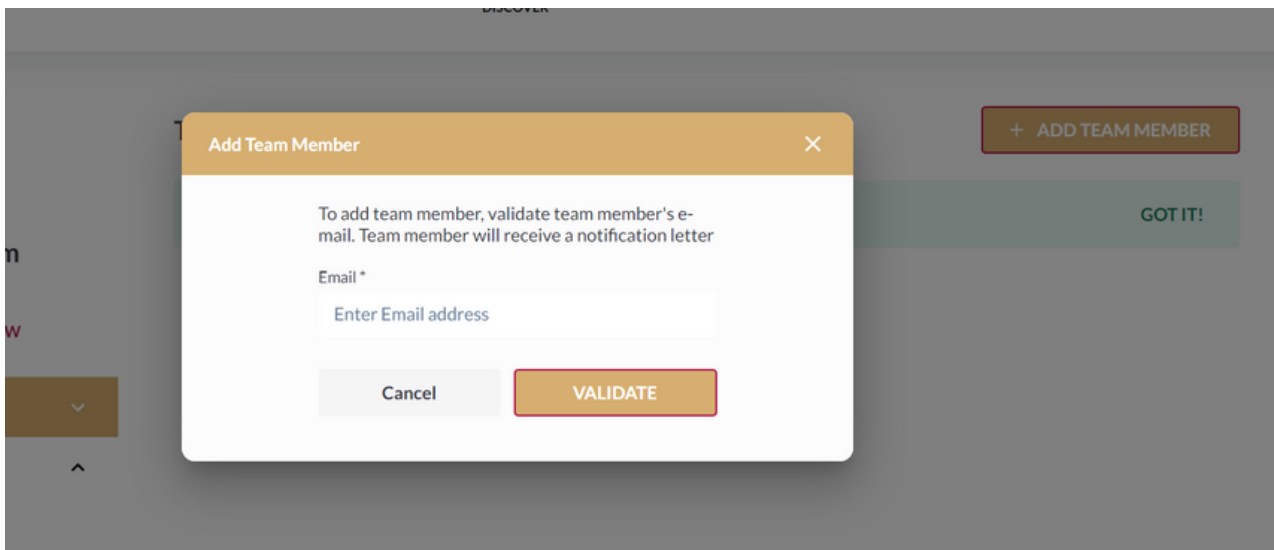 DISCOVER
+ ADD TEAM MEMBER
Add Team Member
To add team member, validate team member's e-
mail. Team member will receive a notification letter
GOT IT!
Email *
Enter Email address
Cancel
VALIDATE